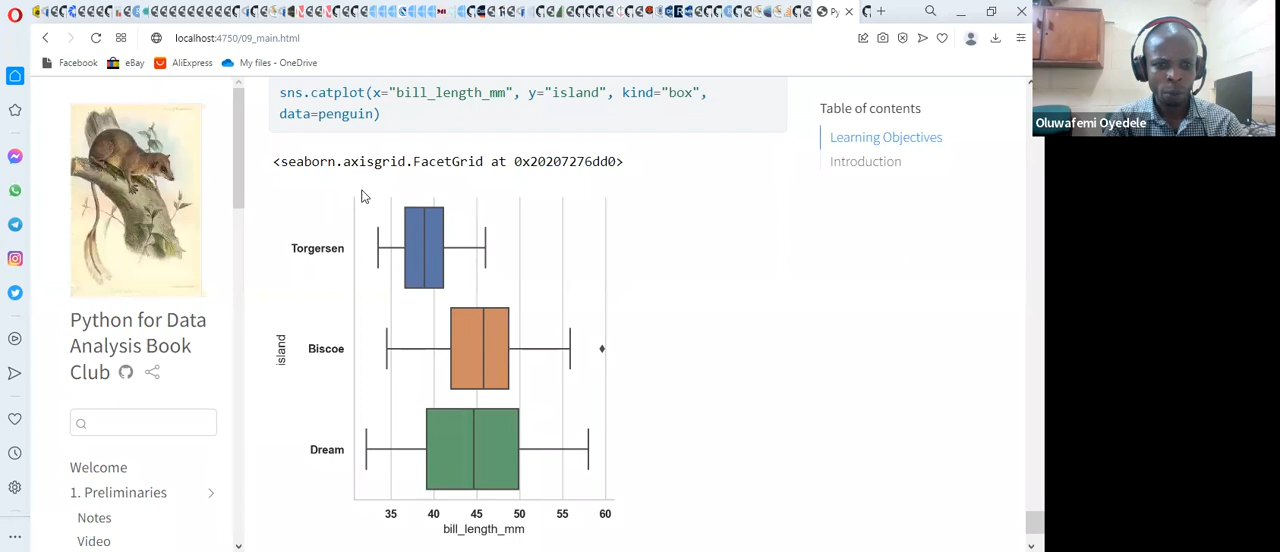 Py
localhost:4750/09_main.html
Facebook
eBay
AliExpress
My files - OneDrive
Oluwafemi Oyedele
Python for Data
Analysis Book
Club
Welcome
1. Preliminaries
Notes
Video
sns.catplot(x="bill_length_mm", y="island", kind="box",
data=penguin)
<seaborn.axisgrid.FacetGrid at 0x20207276dd0>
island
Torgersen
Biscoe
Dream
35 40 45 50 55 60
bill_length_mm
Table of contents
Learning Objectives
Introduction